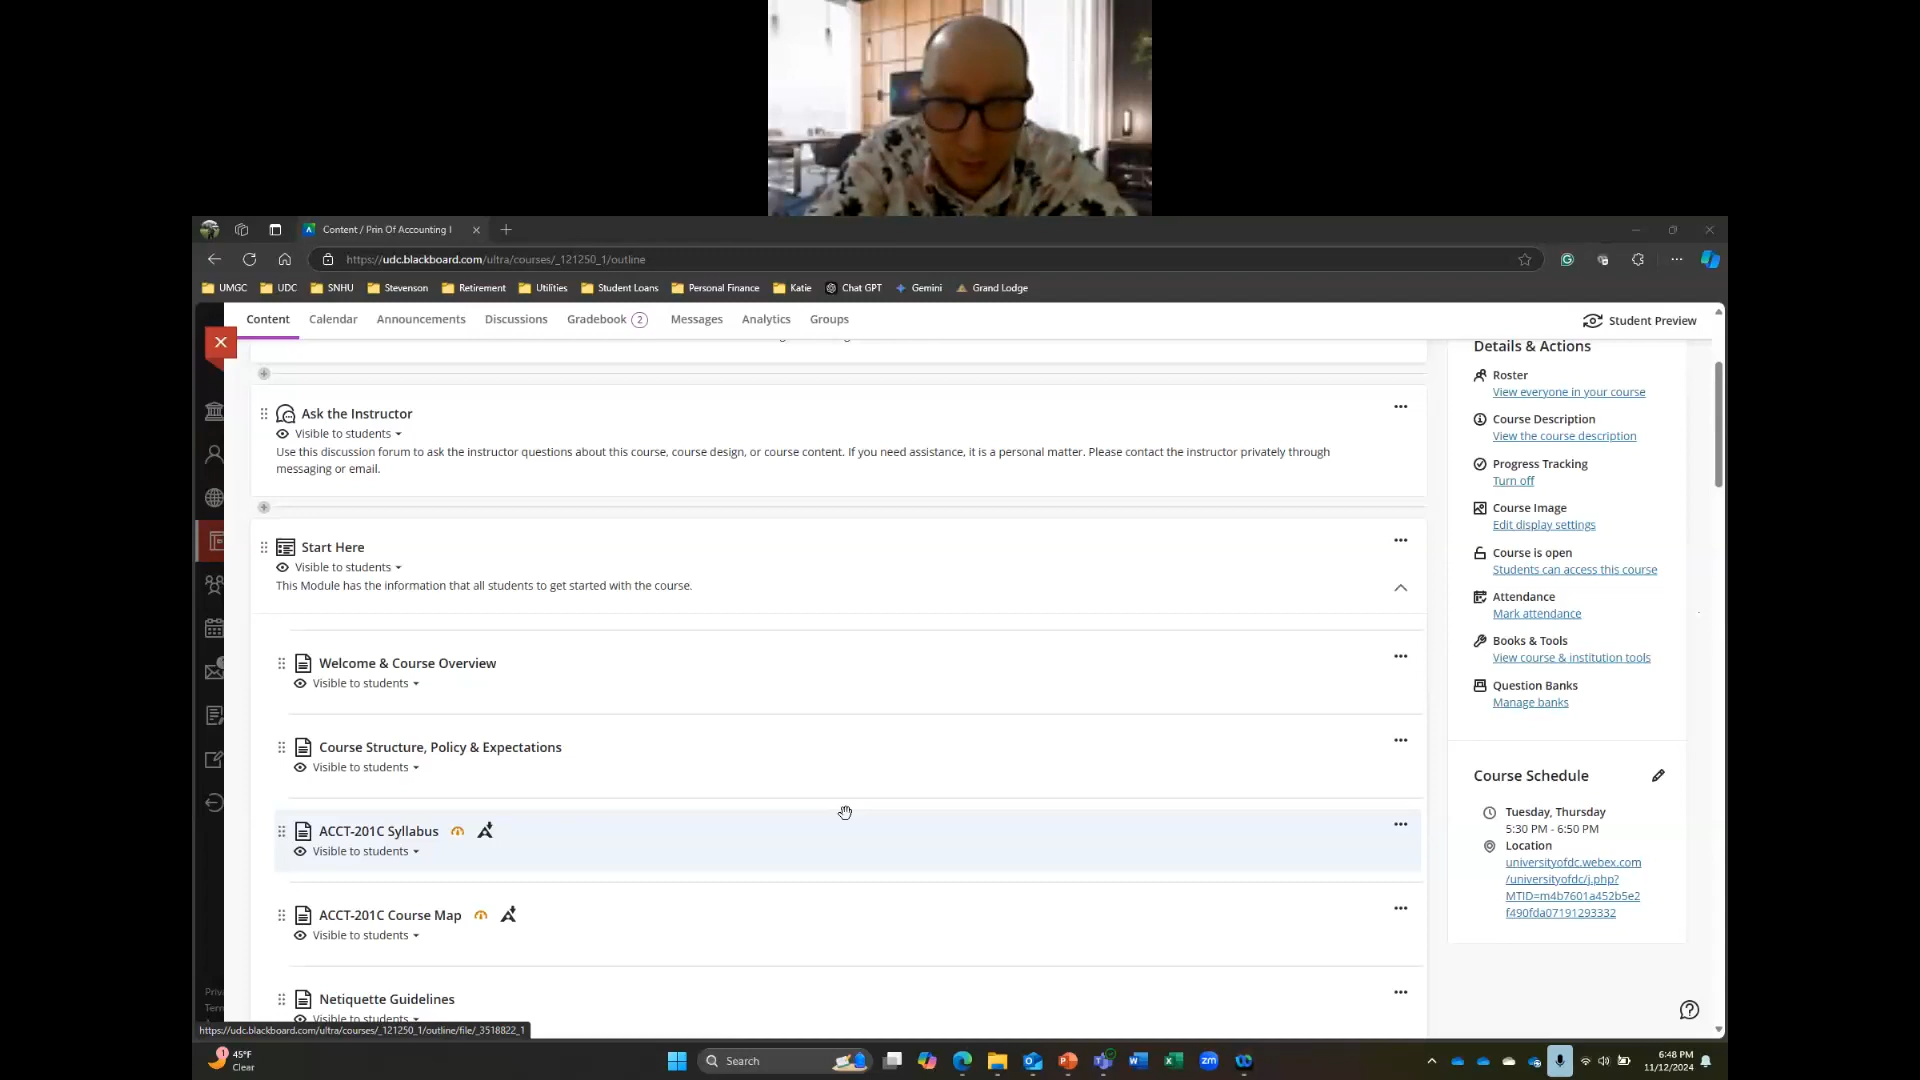 Content / Prin Of Accounting I
https://udc.blackboard.com/ultra/courses/_121250_1/outline
UMGC UDC SNHU Stevenson Retirement Utilities Student Loans Personal Finance Katie Chat GPT Gemini Grand Lodge
Content Calendar Announcements Discussions Gradebook 2 Messages Analytics Groups
Student Preview
Ask the Instructor
Visible to students
Use this discussion forum to ask the instructor questions about this course, course design, or course content. If you need assistance, it is a personal matter. Please contact the instructor privately through
messaging or email.
Start Here
Visible to students
This Module has the information that all students to get started with the course.
Welcome & Course Overview
Visible to students
Course Structure, Policy & Expectations
Visible to students
ACCT-201C Syllabus
Visible to students
ACCT-201C Course Map
Visible to students
Netiquette Guidelines
Visible to students
Details & Actions
Roster
View everyone in your course
Course Description
View the course description
Progress Tracking
Turn off
Course Image
Edit display settings
Course is open
Students can access this course
Attendance
Mark attendance
Books & Tools
View course & institution tools
Question Banks
Manage banks
Course Schedule
Tuesday, Thursday
5:30 PM - 6:50 PM
Location
universityofdc.webex.com
/universityofdc/j.php?
MTID=m4b7601a452b5e2
f490fda07191293332
Priv
Tern
https://udc.blackboard.com/ultra/courses/_121250_1/outline/file/_3518822_1
1
45°F
Clear
Search
6:48 PM
11/12/2024